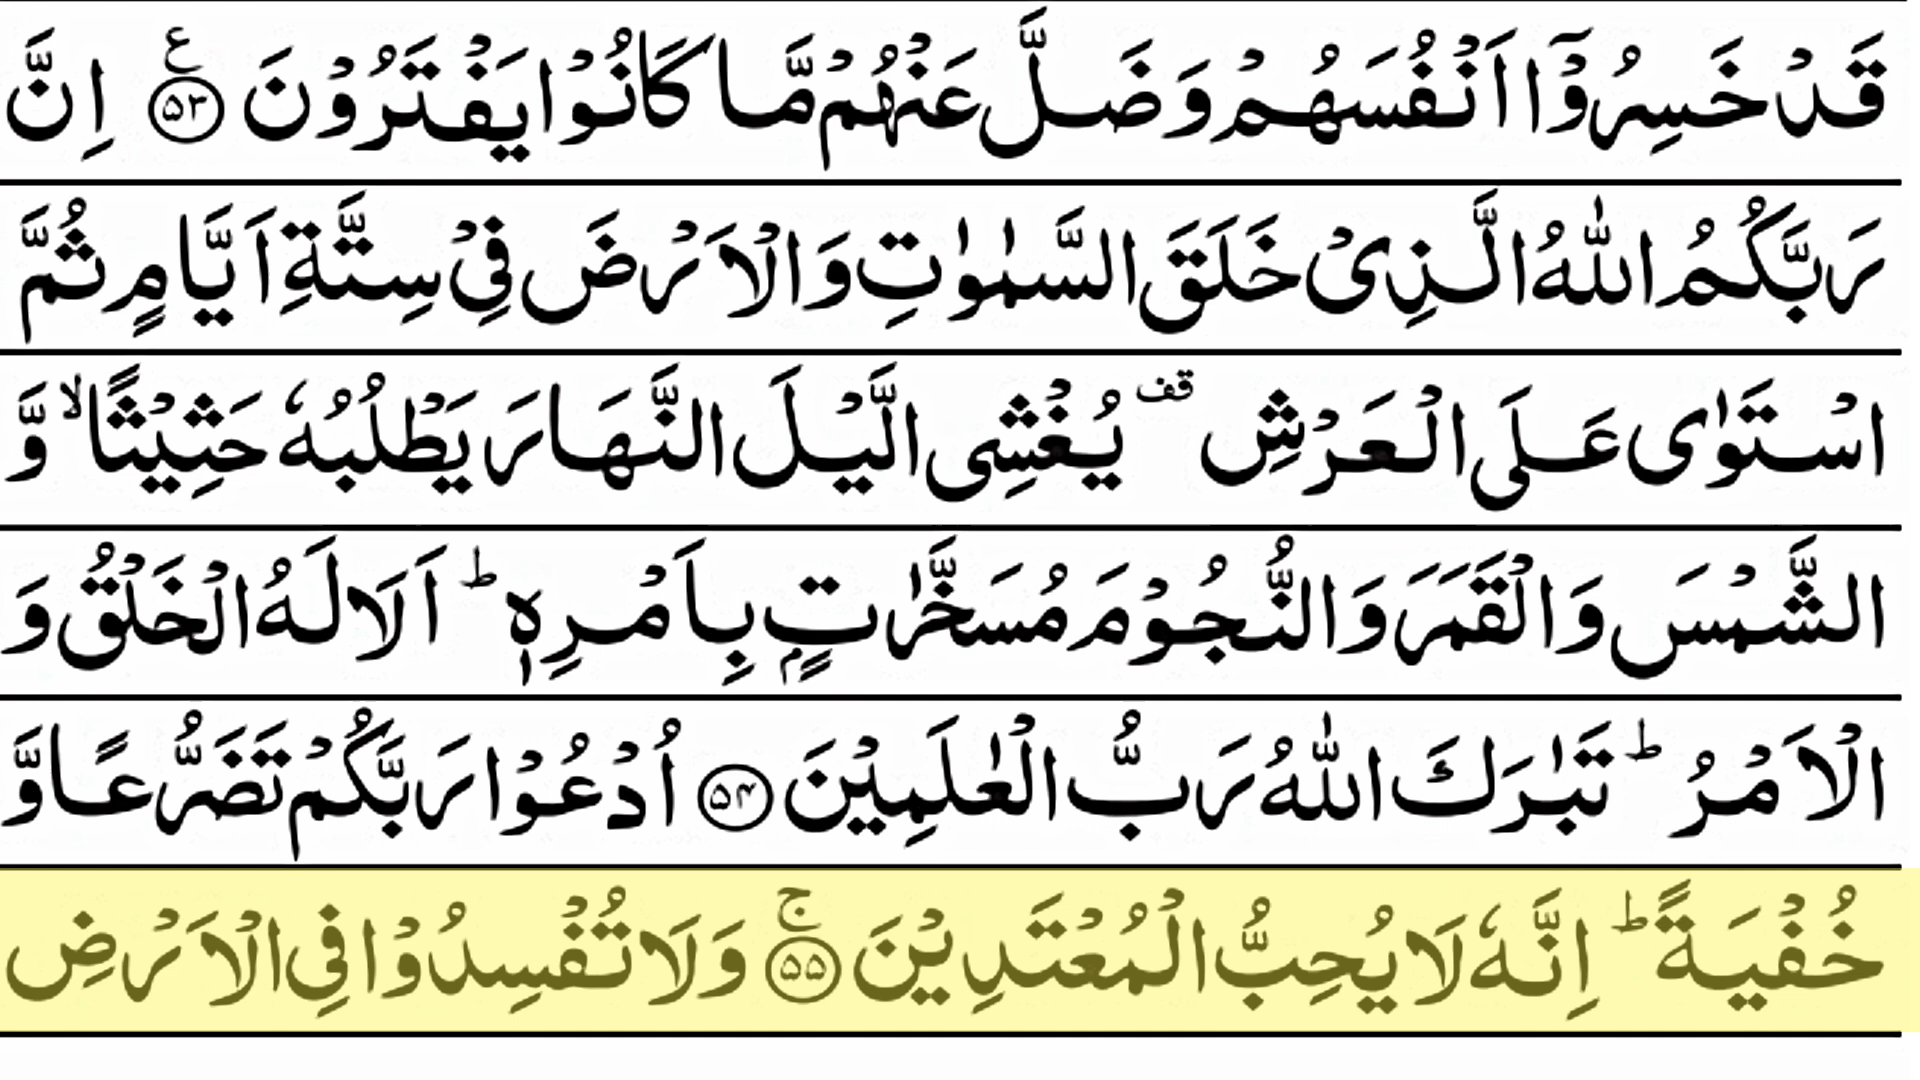 قَدْ خَسِرُوْۤا اَنْفُسَهُمْ وَضَلَّ عَنْهُمْ مَّا كَانُوْا يَفْتَرُوْنَ ۧ‏ ﴿۵۳﴾ اِنَّ
رَبَّكُمُ اللّٰهُ الَّذِىْ خَلَقَ السَّمٰوٰتِ وَالْاَرْضَ فِىْ سِتَّةِ اَيَّامٍ ثُمَّ
اسْتَوٰى عَلَى الْعَرْشِ قف يُغْشِى الَّيْلَ النَّهَارَ يَطْلُبُهٗ حَثِيْثًا ۙ وَّ
الشَّمْسَ وَالْقَمَرَ وَالنُّجُوْمَ مُسَخَّرٰتٍۭ بِاَمْرِهٖ ؕ اَلَا لَهُ الْخَلْقُ وَ
الْاَمْرُ ؕ تَبٰرَكَ اللّٰهُ رَبُّ الْعٰلَمِيْنَ ﴿۵۴﴾ اُدْعُوْا رَبَّكُمْ تَضَرُّعًا وَّ
خُفْيَةً ؕ اِنَّهٗ لَا يُحِبُّ الْمُعْتَدِيْنَ ۚ ﴿۵۵﴾ وَلَا تُفْسِدُوْا فِى الْاَرْضِ